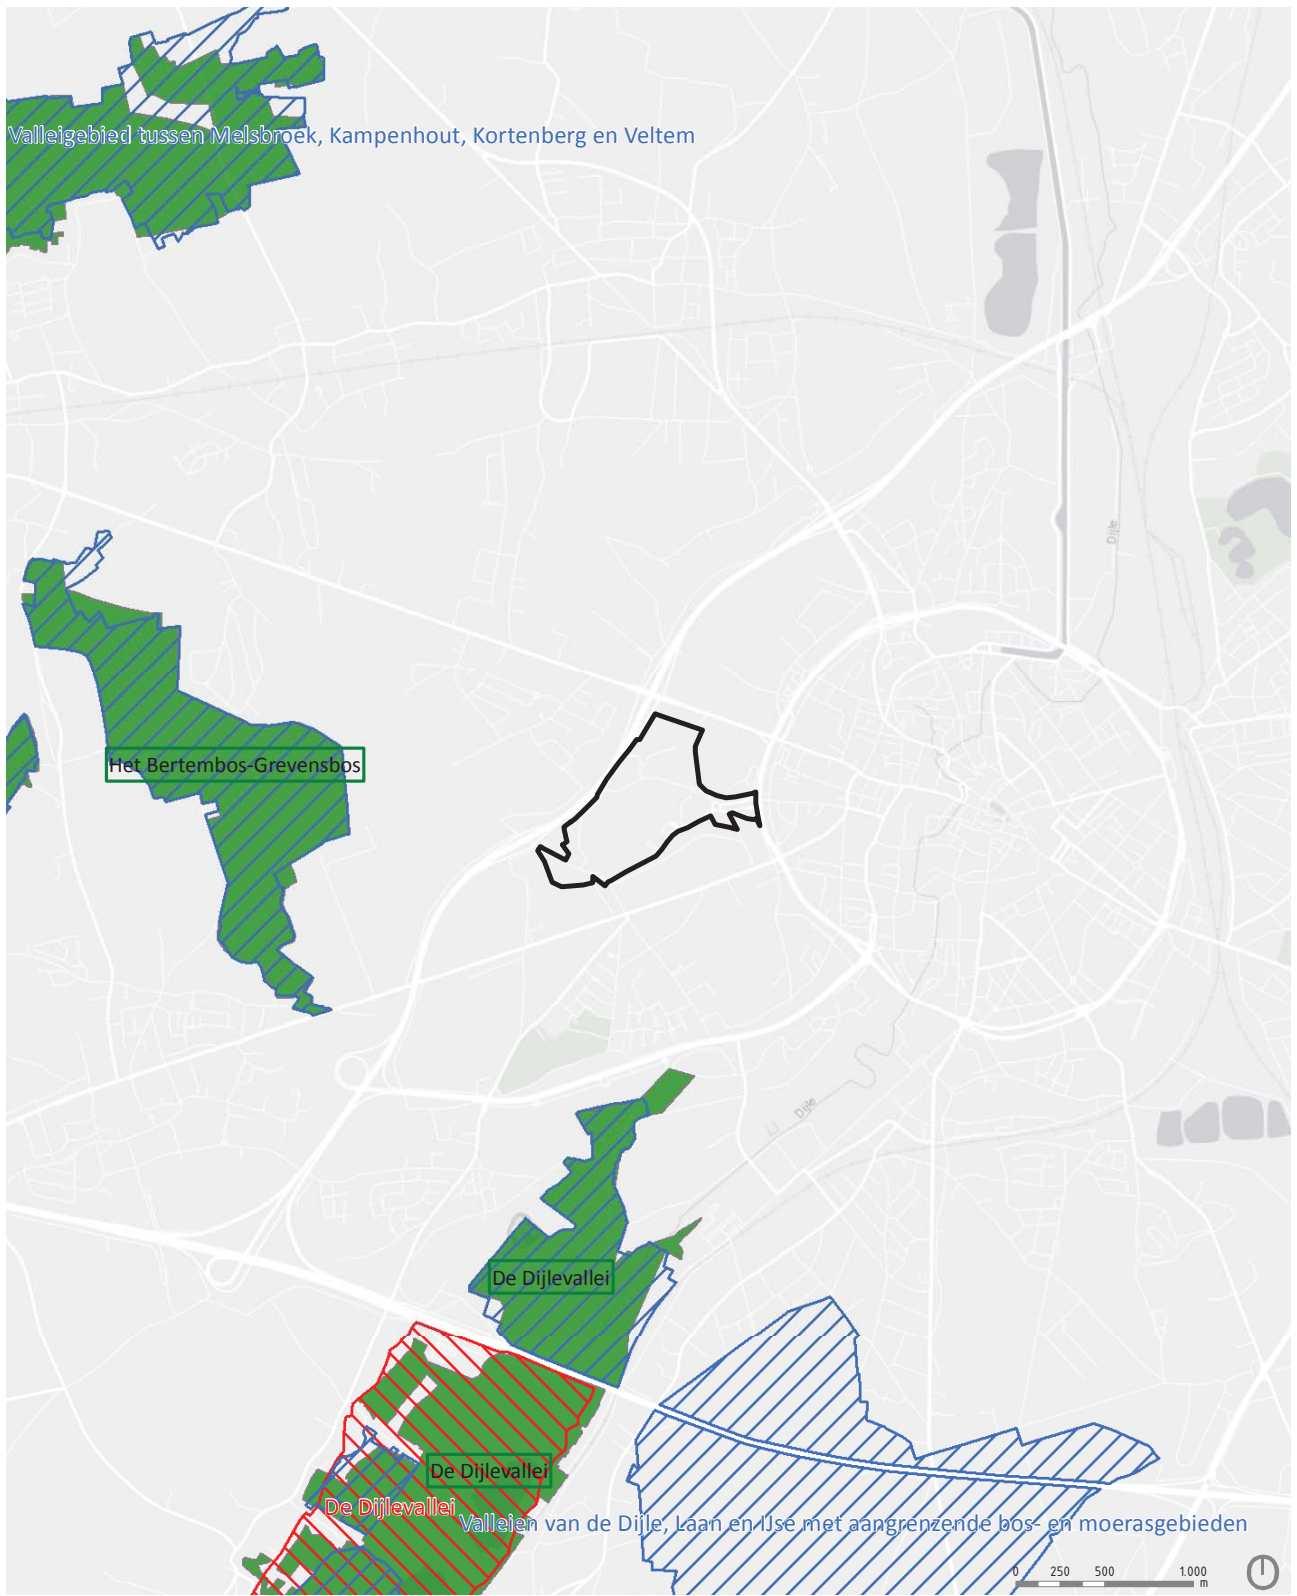 Valleigebied tussen Melsbroek, Kampenhout, Kortenberg en Veltem
Dijle
Het Bertembos-Grevensbos
Dijle
De Dijlevallei
De Dijlevallei
De Dijlevallei
Valleien van de Dijle, Laan en IJse met aangrenzende bos- en moerasgebieden
0 250 500 1.000
m